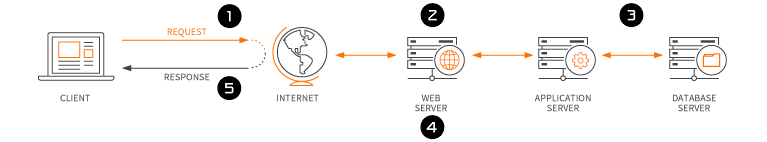 1
2
3
REQUEST
RESPONSE
5
CLIENT
INTERNET
WEB
SERVER
APPLICATION
SERVER
DATABASE
SERVER
4